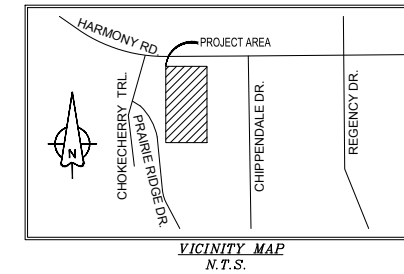 HARMONY RD.
PROJECT AREA
CHOKECHERRY TRL.
PRAIRIE RIDGE DR.
CHIPPENDALE DR.
REGENCY DR.
N
VICINITY MAP
N.T.S.